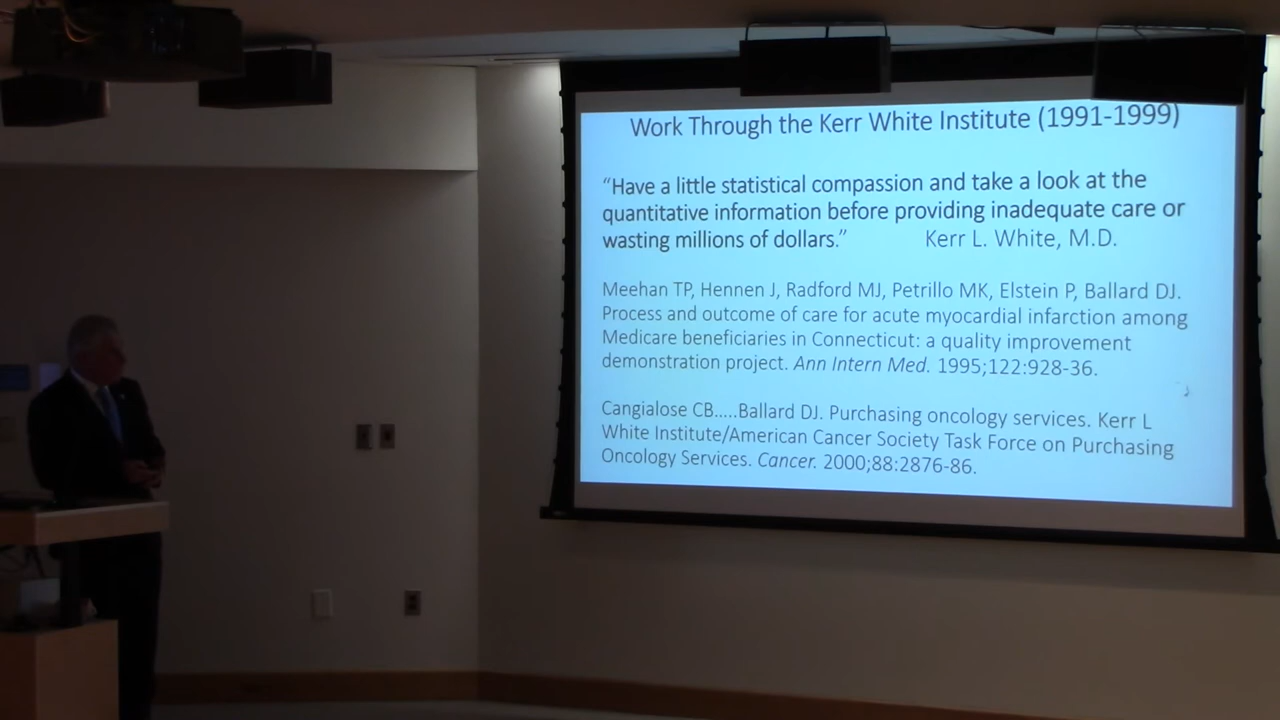 Work Through the Kerr White Institute (1991-1999)
“Have a little statistical compassion and take a look at the
quantitative information before providing inadequate care or
wasting millions of dollars.” Kerr L. White, M.D.
Meehan TP, Hennen J, Radford MJ, Petrillo MK, Elstein P, Ballard DJ.
Process and outcome of care for acute myocardial infarction among
Medicare beneficiaries in Connecticut: a quality improvement
demonstration project. Ann Intern Med. 1995;122:928-36.
Cangialose CB.....Ballard DJ. Purchasing oncology services. Kerr L
White Institute/American Cancer Society Task Force on Purchasing
Oncology Services. Cancer. 2000;88:2876-86.